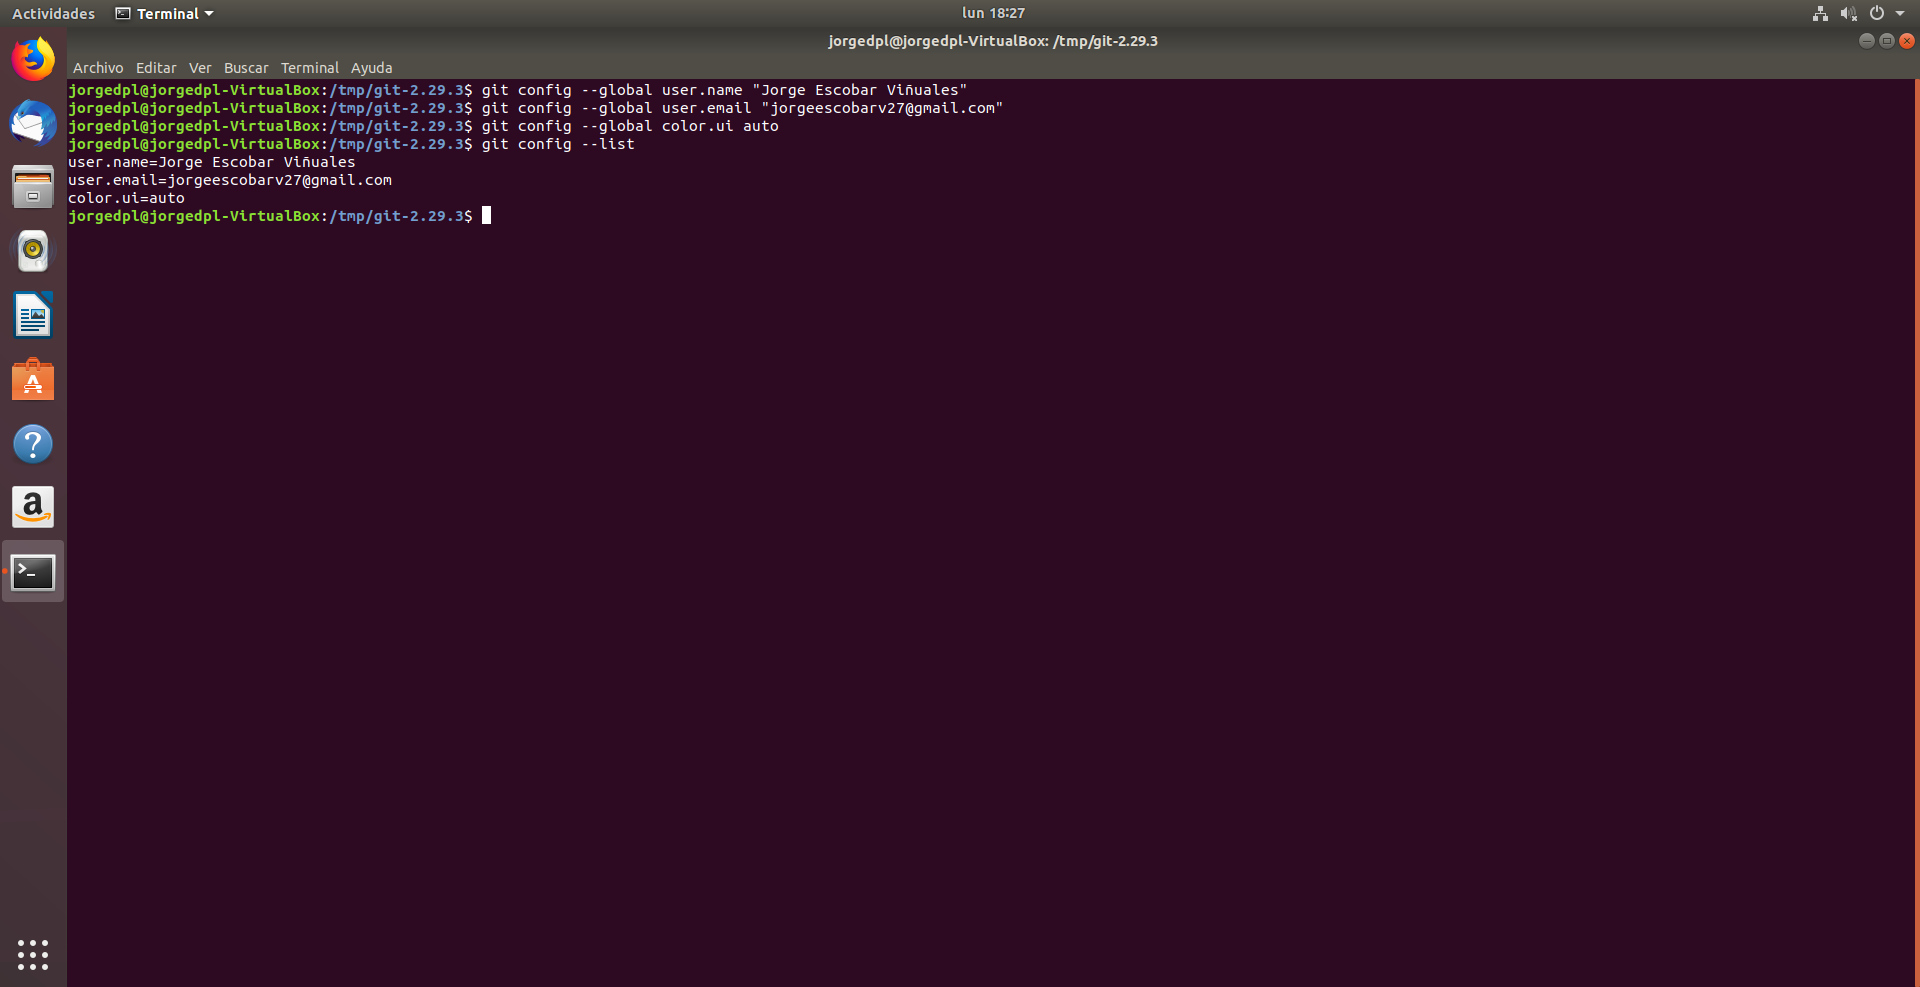 Actividades Terminal lun 18:27
jorgedpl@jorgedpl-VirtualBox: /tmp/git-2.29.3
Archivo Editar Ver Buscar Terminal Ayuda
jorgedpl@jorgedpl-VirtualBox:/tmp/git-2.29.3$ git config --global user.name "Jorge Escobar Viñuales"
jorgedpl@jorgedpl-VirtualBox:/tmp/git-2.29.3$ git config --global user.email "jorgeescobarv27@gmail.com"
jorgedpl@jorgedpl-VirtualBox:/tmp/git-2.29.3$ git config --global color.ui auto
jorgedpl@jorgedpl-VirtualBox:/tmp/git-2.29.3$ git config --list
user.name=Jorge Escobar Viñuales
user.email=jorgeescobarv27@gmail.com
color.ui=auto
jorgedpl@jorgedpl-VirtualBox:/tmp/git-2.29.3$